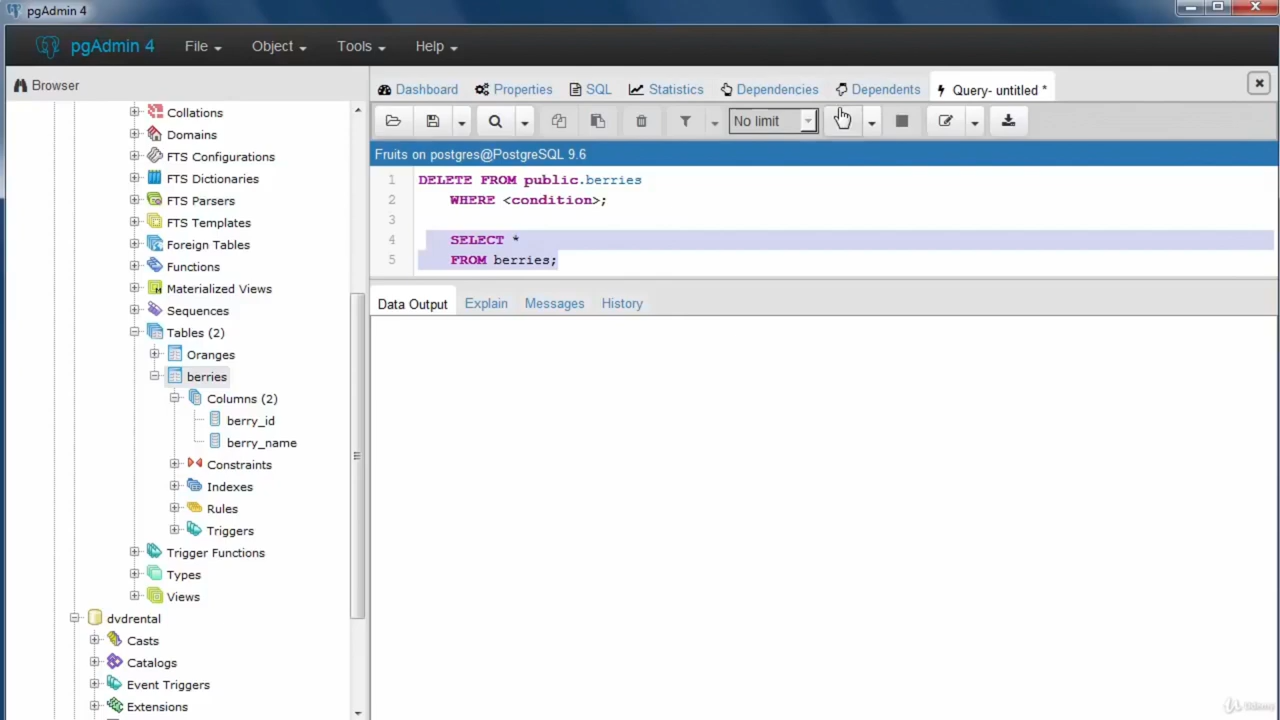 pgAdmin 4
pgAdmin 4
File
Object
Tools
Help
Browser
Dashboard
Properties
SQL
Statistics
Dependencies
Dependents
Query- untitled *
No limit
Fruits on postgres@PostgreSQL 9.6
1 DELETE FROM public.berries
2 WHERE <condition>;
3
4 SELECT *
5 FROM berries;
Data Output
Explain
Messages
History
Collations
Domains
FTS Configurations
FTS Dictionaries
FTS Parsers
FTS Templates
Foreign Tables
Functions
Materialized Views
Sequences
Tables (2)
Oranges
berries
Columns (2)
berry_id
berry_name
Constraints
Indexes
Rules
Triggers
Trigger Functions
Types
Views
dvdrental
Casts
Catalogs
Event Triggers
Extensions
Udemy